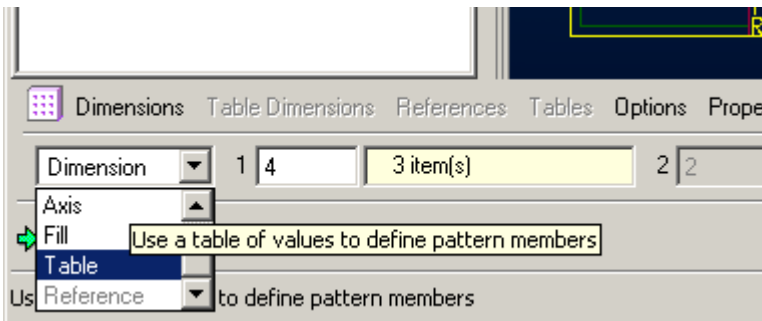 Dimensions Table Dimensions References Tables Options Prope
Dimension 1 4 3 item(s) 2 2
Axis
Fill
Use a table of values to define pattern members
Table
Reference
Us to define pattern members